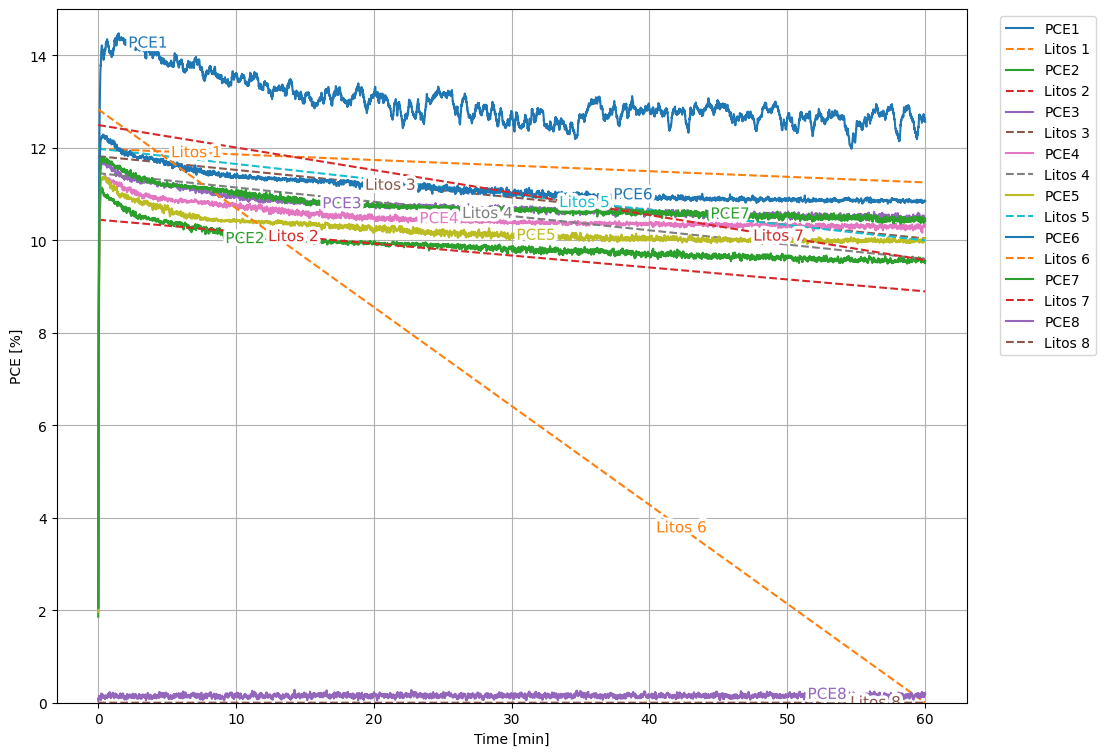 14
12
10
8
6
4
2
0
PCE [%]
0
10
20
30
40
50
60
Time [min]
PCE1
Litos 1
PCE2
Litos 2
PCE3
Litos 3
PCE4
Litos 4
PCE5
Litos 5
PCE6
Litos 6
PCE7
Litos 7
PCE8
Litos 8
PCE1
Litos 1
PCE2
Litos 2
PCE3
Litos 3
PCE4
Litos 4
PCE5
Litos 5
PCE6
Litos 6
PCE7
Litos 7
PCE8
Litos 8